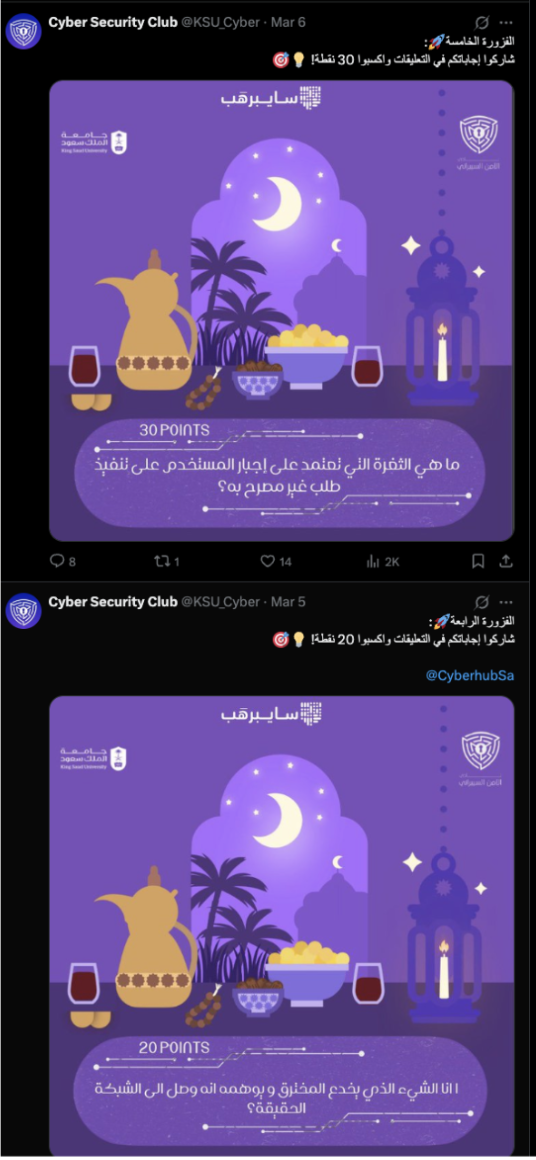 Cyber Security Club @KSU_Cyber · Mar 6
الفزورة الخامسة🚀:
شاركوا إجاباتكم في التعليقات واكسبوا 30 نقطة! 💡🎯
سايبرهَب
جامعة
الملك سعود
King Saud University
الأمن السيبراني
30 POINTS
ما هي الثغرة التي تعتمد على إجبار المستخدم على تنفيذ
طلب غير مصرح به؟
8 1 14 2K
Cyber Security Club @KSU_Cyber · Mar 5
الفزورة الرابعة🚀:
شاركوا إجاباتكم في التعليقات واكسبوا 20 نقطة! 💡🎯
@CyberhubSa
سايبرهَب
جامعة
الملك سعود
King Saud University
الأمن السيبراني
20 POINTS
ا انا الشيء الذي يخدع المخترق و يوهمه انه وصل الى الشبكة
الحقيقة؟